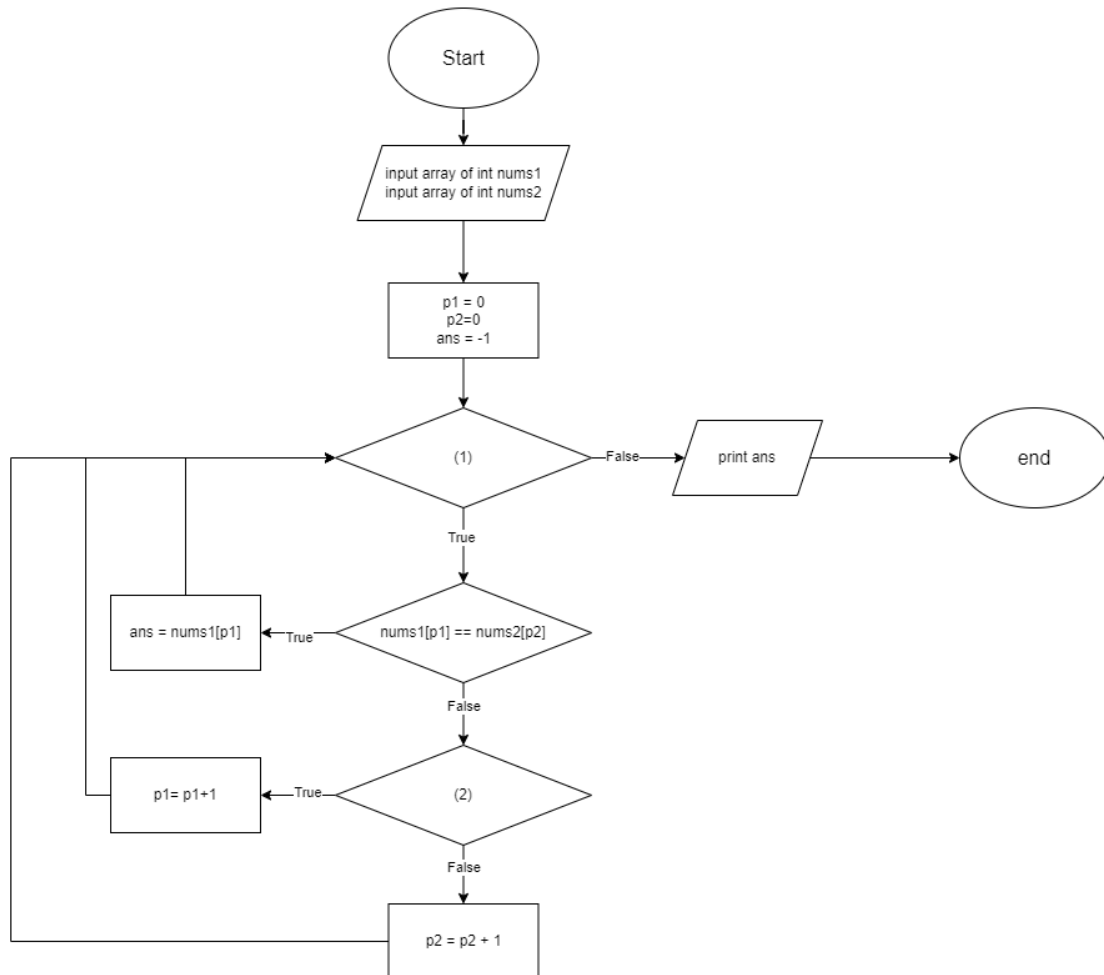 Start
input array of int nums1
input array of int nums2
p1 = 0
p2=0
ans = -1
(1)
False
print ans
end
True
ans = nums1[p1]
True
nums1[p1] == nums2[p2]
False
p1= p1+1
True
(2)
False
p2 = p2 + 1